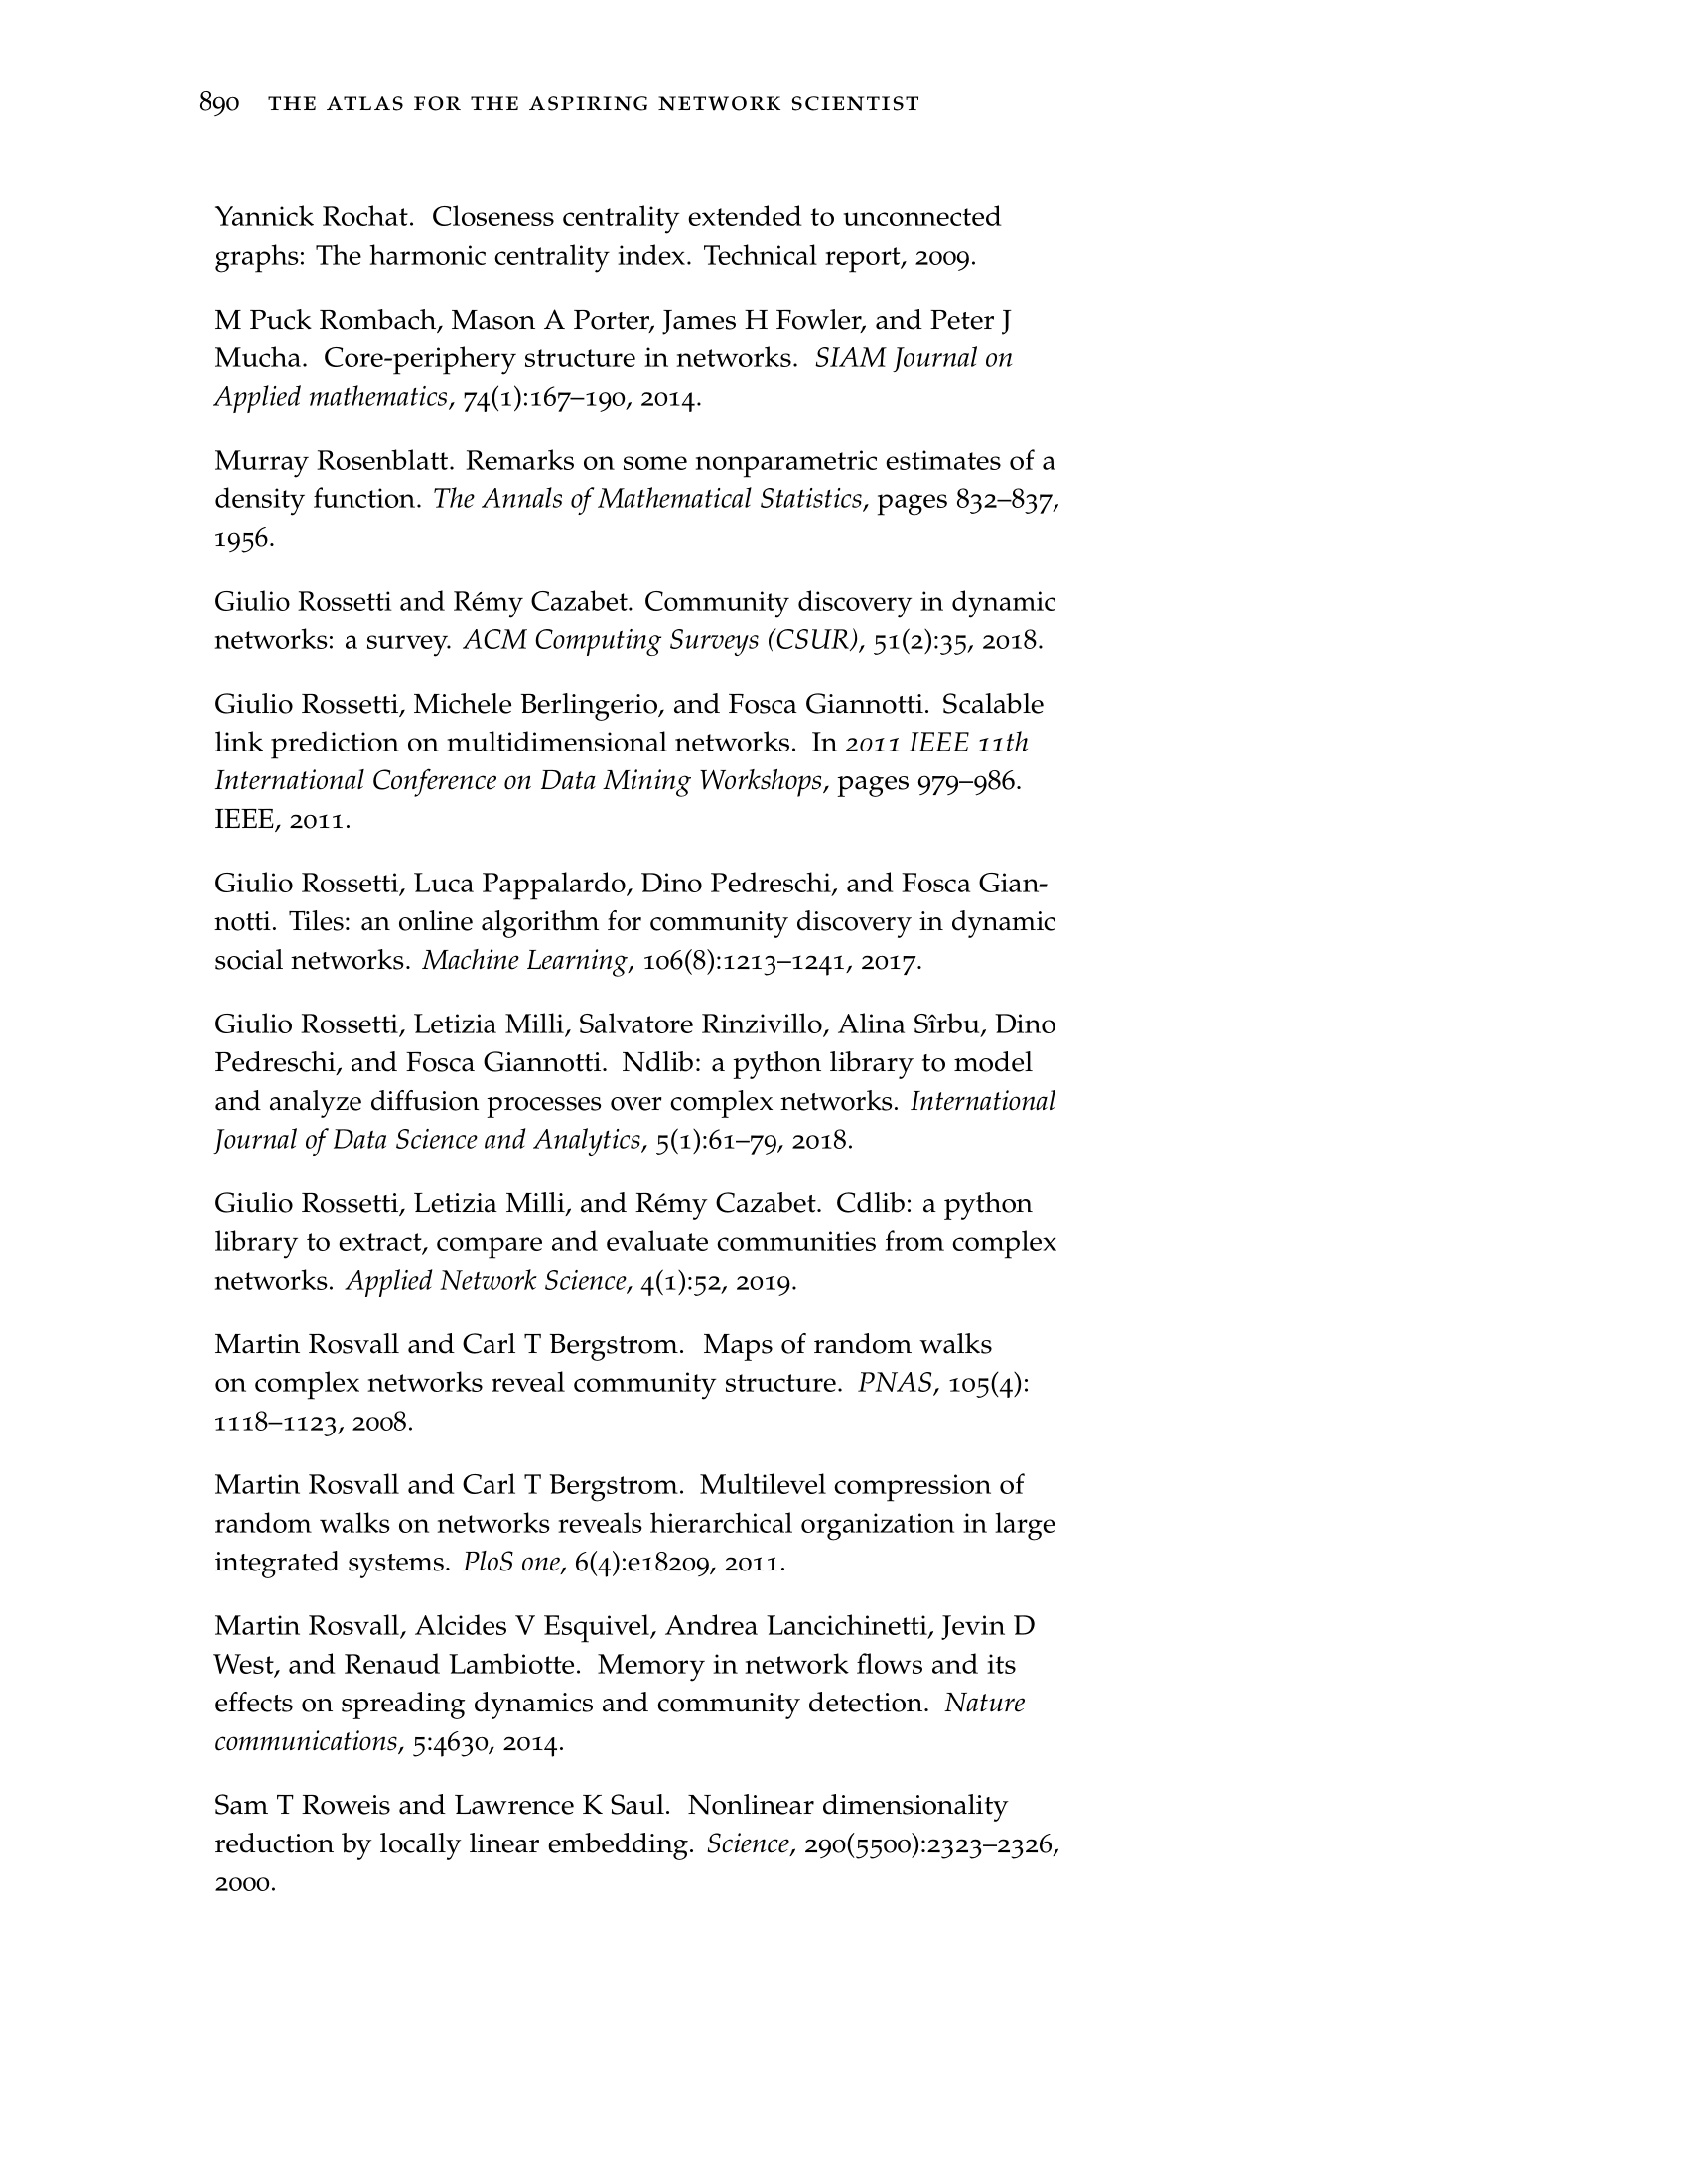 890 THE ATLAS FOR THE ASPIRING NETWORK SCIENTIST
Yannick Rochat. Closeness centrality extended to unconnected
graphs: The harmonic centrality index. Technical report, 2009.
M Puck Rombach, Mason A Porter, James H Fowler, and Peter J
Mucha. Core-periphery structure in networks. SIAM Journal on
Applied mathematics, 74(1):167–190, 2014.
Murray Rosenblatt. Remarks on some nonparametric estimates of a
density function. The Annals of Mathematical Statistics, pages 832–837,
1956.
Giulio Rossetti and Rémy Cazabet. Community discovery in dynamic
networks: a survey. ACM Computing Surveys (CSUR), 51(2):35, 2018.
Giulio Rossetti, Michele Berlingerio, and Fosca Giannotti. Scalable
link prediction on multidimensional networks. In 2011 IEEE 11th
International Conference on Data Mining Workshops, pages 979–986.
IEEE, 2011.
Giulio Rossetti, Luca Pappalardo, Dino Pedreschi, and Fosca Gian-
notti. Tiles: an online algorithm for community discovery in dynamic
social networks. Machine Learning, 106(8):1213–1241, 2017.
Giulio Rossetti, Letizia Milli, Salvatore Rinzivillo, Alina Sîrbu, Dino
Pedreschi, and Fosca Giannotti. Ndlib: a python library to model
and analyze diffusion processes over complex networks. International
Journal of Data Science and Analytics, 5(1):61–79, 2018.
Giulio Rossetti, Letizia Milli, and Rémy Cazabet. Cdlib: a python
library to extract, compare and evaluate communities from complex
networks. Applied Network Science, 4(1):52, 2019.
Martin Rosvall and Carl T Bergstrom. Maps of random walks
on complex networks reveal community structure. PNAS, 105(4):
1118–1123, 2008.
Martin Rosvall and Carl T Bergstrom. Multilevel compression of
random walks on networks reveals hierarchical organization in large
integrated systems. PloS one, 6(4):e18209, 2011.
Martin Rosvall, Alcides V Esquivel, Andrea Lancichinetti, Jevin D
West, and Renaud Lambiotte. Memory in network flows and its
effects on spreading dynamics and community detection. Nature
communications, 5:4630, 2014.
Sam T Roweis and Lawrence K Saul. Nonlinear dimensionality
reduction by locally linear embedding. Science, 290(5500):2323–2326,
2000.